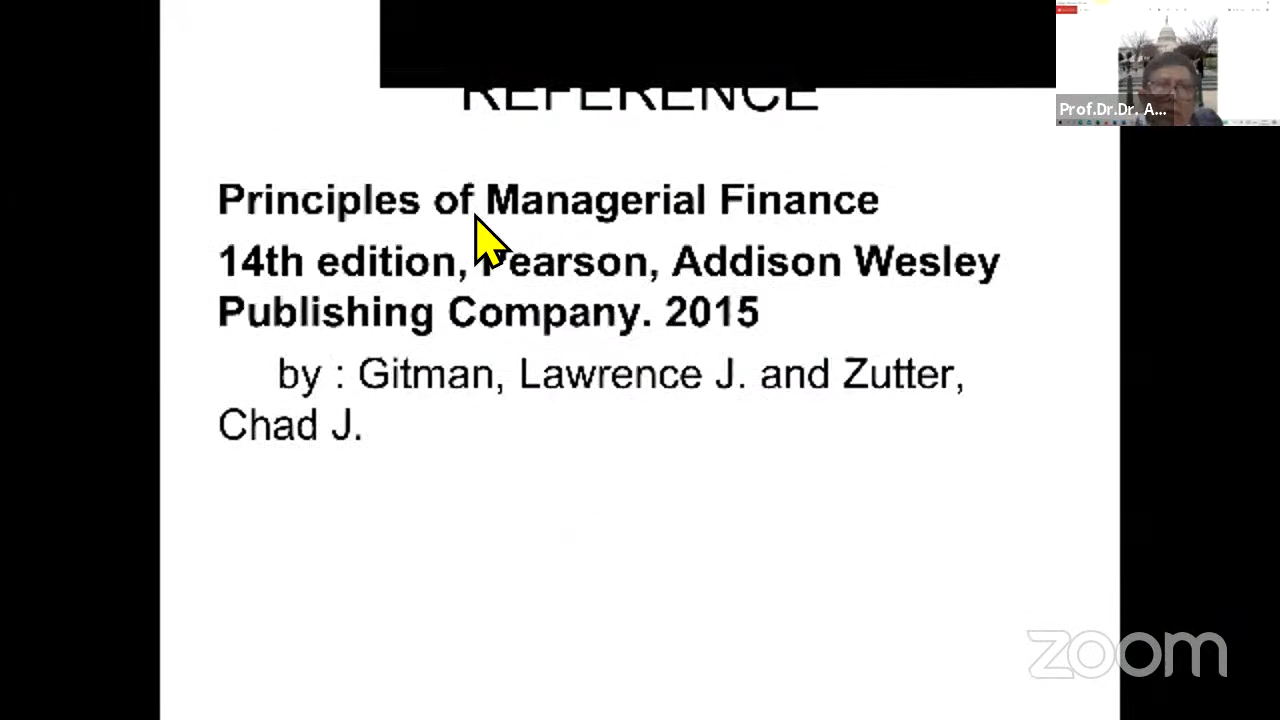 REFERENCE
Prof.Dr.Dr. A...
Principles of Managerial Finance
14th edition, Pearson, Addison Wesley
Publishing Company. 2015
by : Gitman, Lawrence J. and Zutter,
Chad J.
zoom